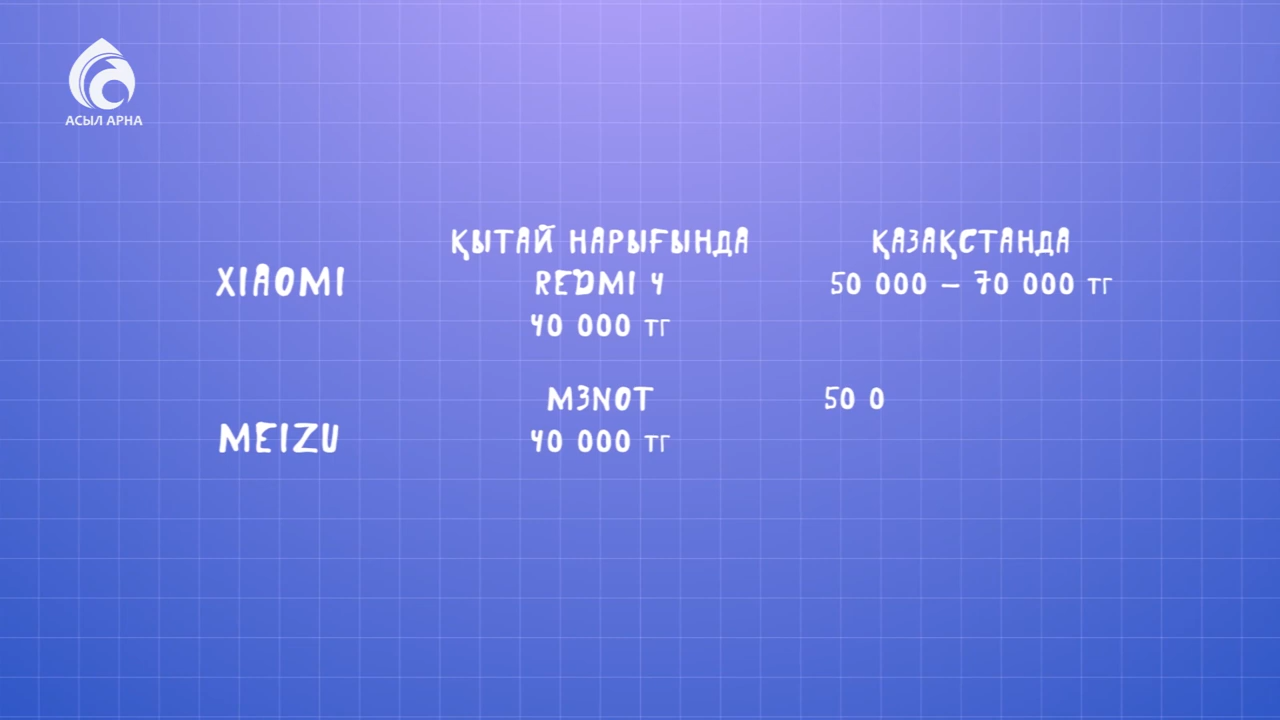 АСЫЛ АРНА
ҚЫТАЙ НАРЫҒЫНДА
ҚАЗАҚСТАНДА
XIAOMI
REDMI 4
50 000 – 70 000 ТГ
40 000 ТГ
M3NOT
50 0
MEIZU
40 000 ТГ